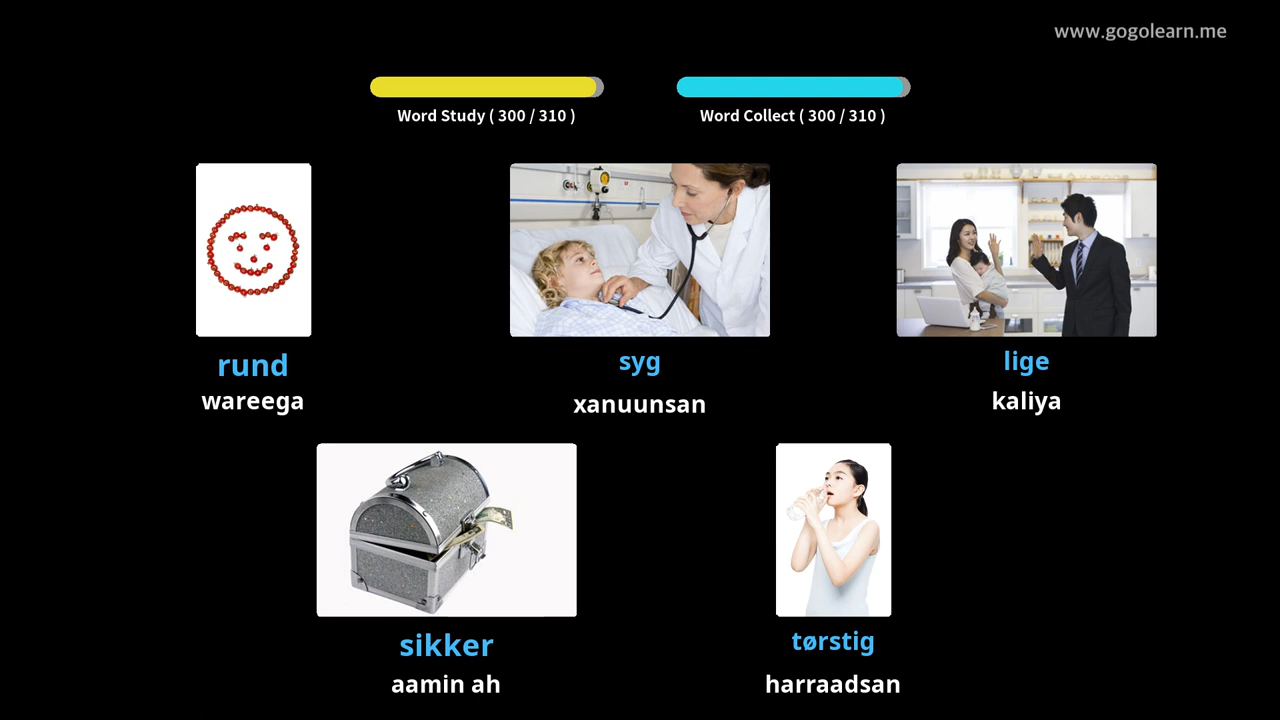 www.gogolearn.me
Word Study ( 300 / 310 )
Word Collect ( 300 / 310 )
rund
wareega
syg
xanuunsan
lige
kaliya
sikker
aamin ah
tørstig
harraadsan